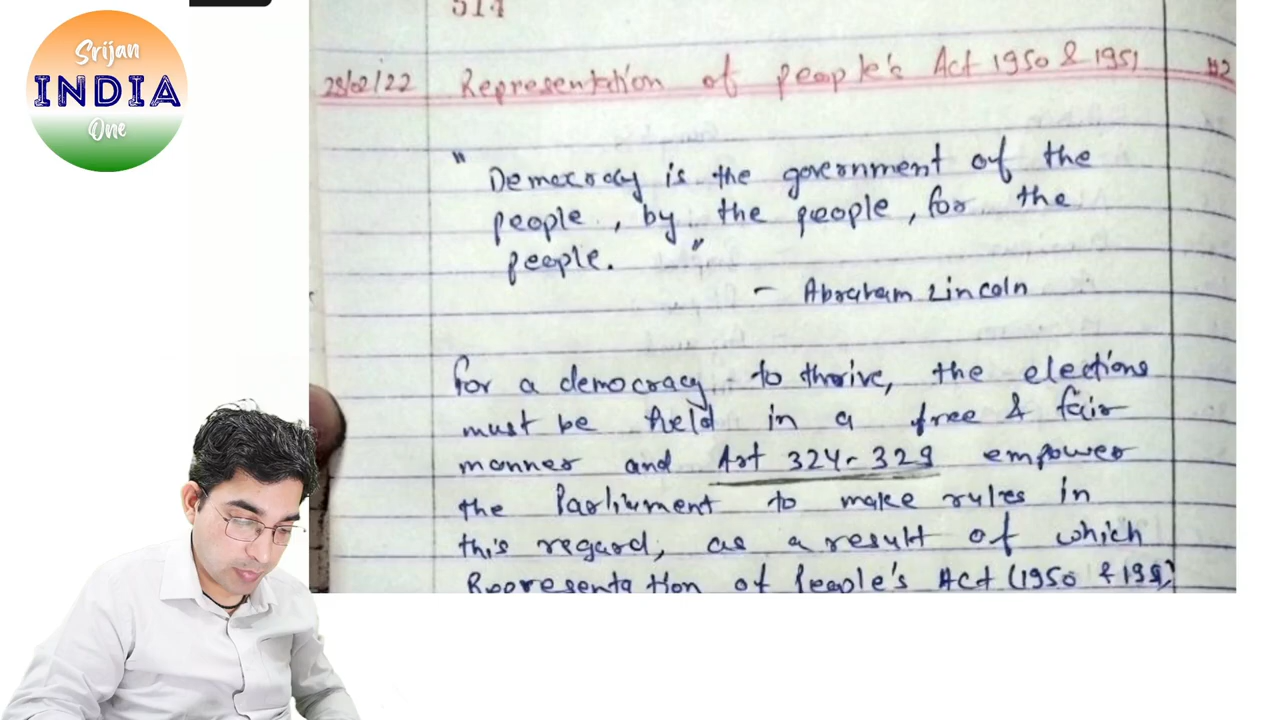 Srijan
INDIA
One
511
28/02/22 Representation of people's Act 1950 & 1951 #2
" Democracy is the government of the
people, by the people, for the
people. "
- Abraham Lincoln
for a democracy to thrive, the elections
must be held in a free & fair
manner and Art 324-329 empower
the Parliament to make rules in
this regard, as a result of which
Representation of People's Act (1950 & 1951)